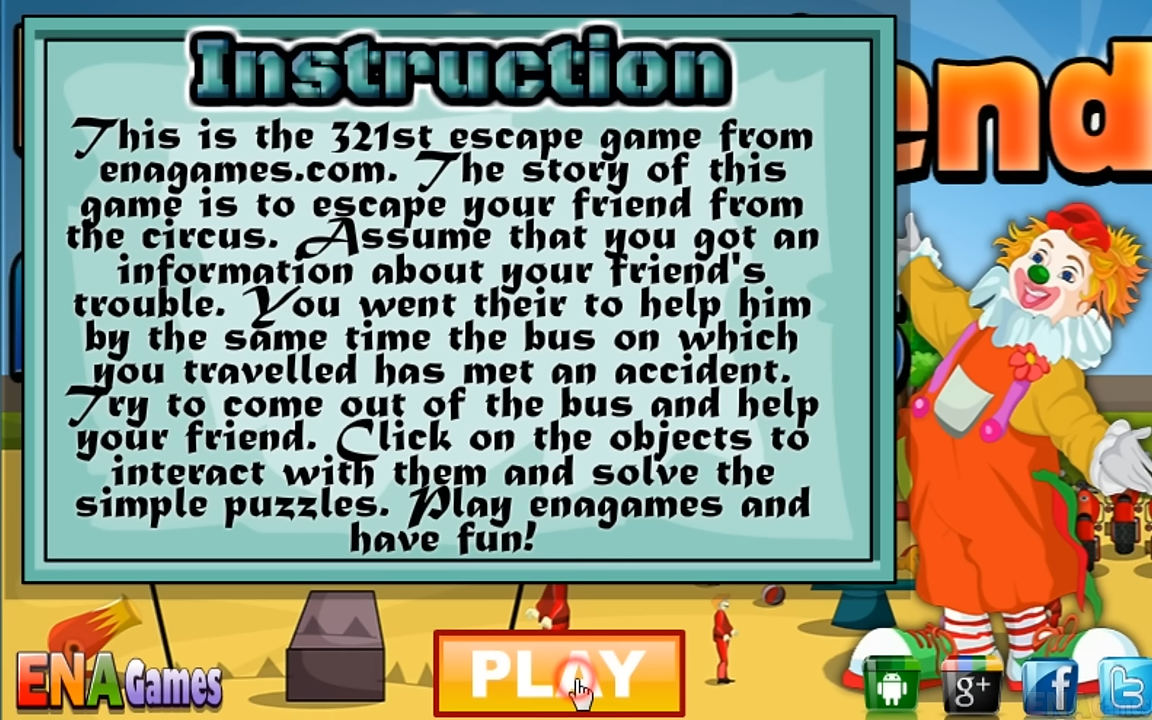 Instruction
This is the 321st escape game from
enagames.com. The story of this
game is to escape your friend from
the circus. Assume that you got an
information about your friend's
trouble. You went their to help him
by the same time the bus on which
you travelled has met an accident.
Try to come out of the bus and help
your friend. Click on the objects to
interact with them and solve the
simple puzzles. Play enagames and
have fun!
end
ENA Games
PLAY
g+
f
t